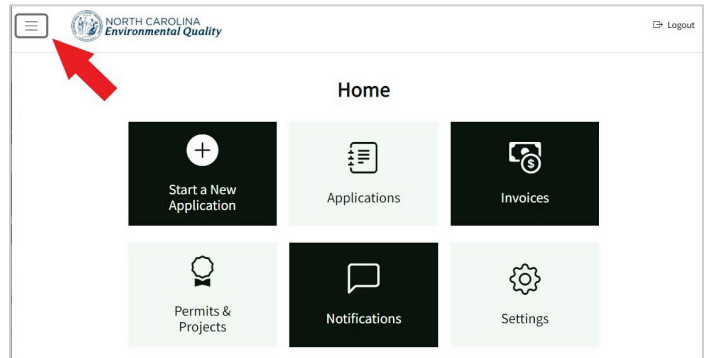 NORTH CAROLINA
Environmental Quality
Logout
Home
Start a New
Application
Applications
Invoices
Permits &
Projects
Notifications
Settings